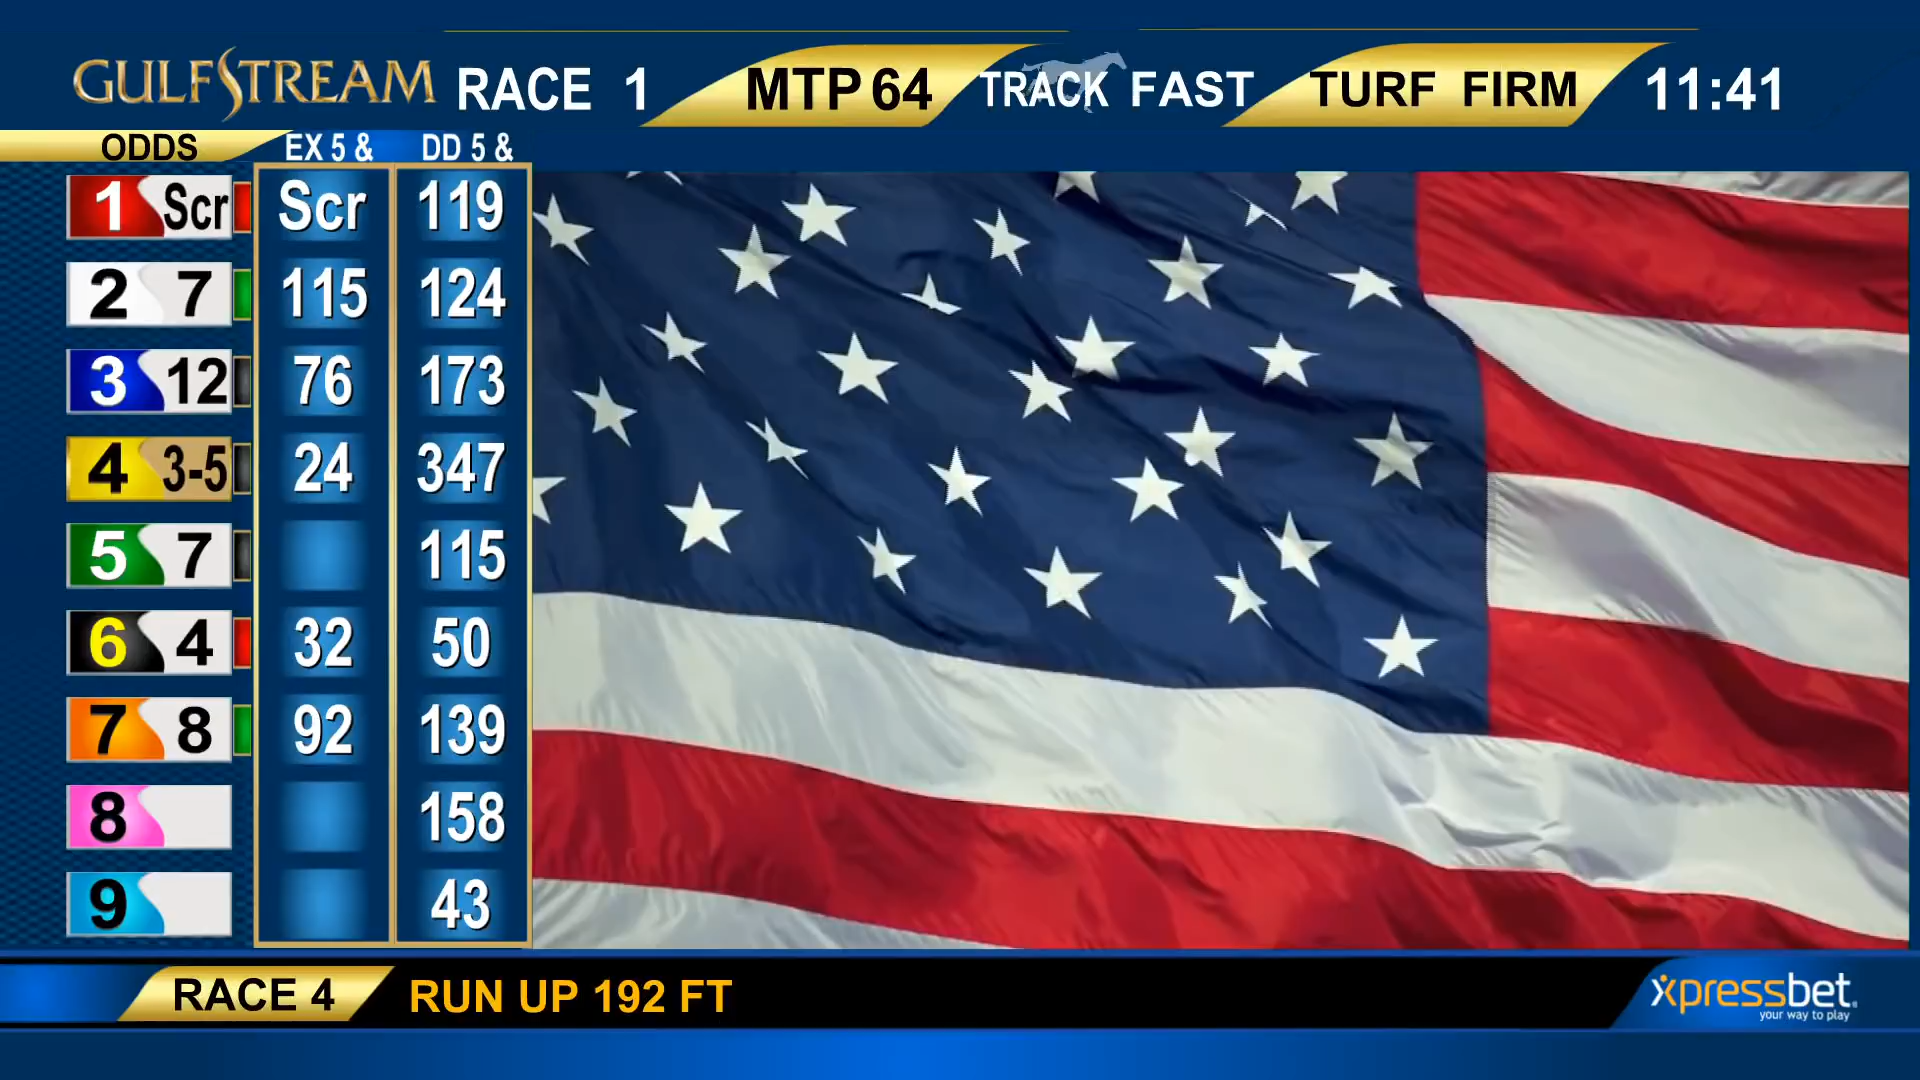 GULFSTREAM RACE 1 MTP 64 TRACK FAST TURF FIRM 11:41
ODDS EX 5 & DD 5 &
1 Scr Scr 119
2 7 115 124
3 12 76 173
4 3-5 24 347
5 7 115
6 4 32 50
7 8 92 139
8 158
9 43
RACE 4 RUN UP 192 FT
xpressbet
your way to play